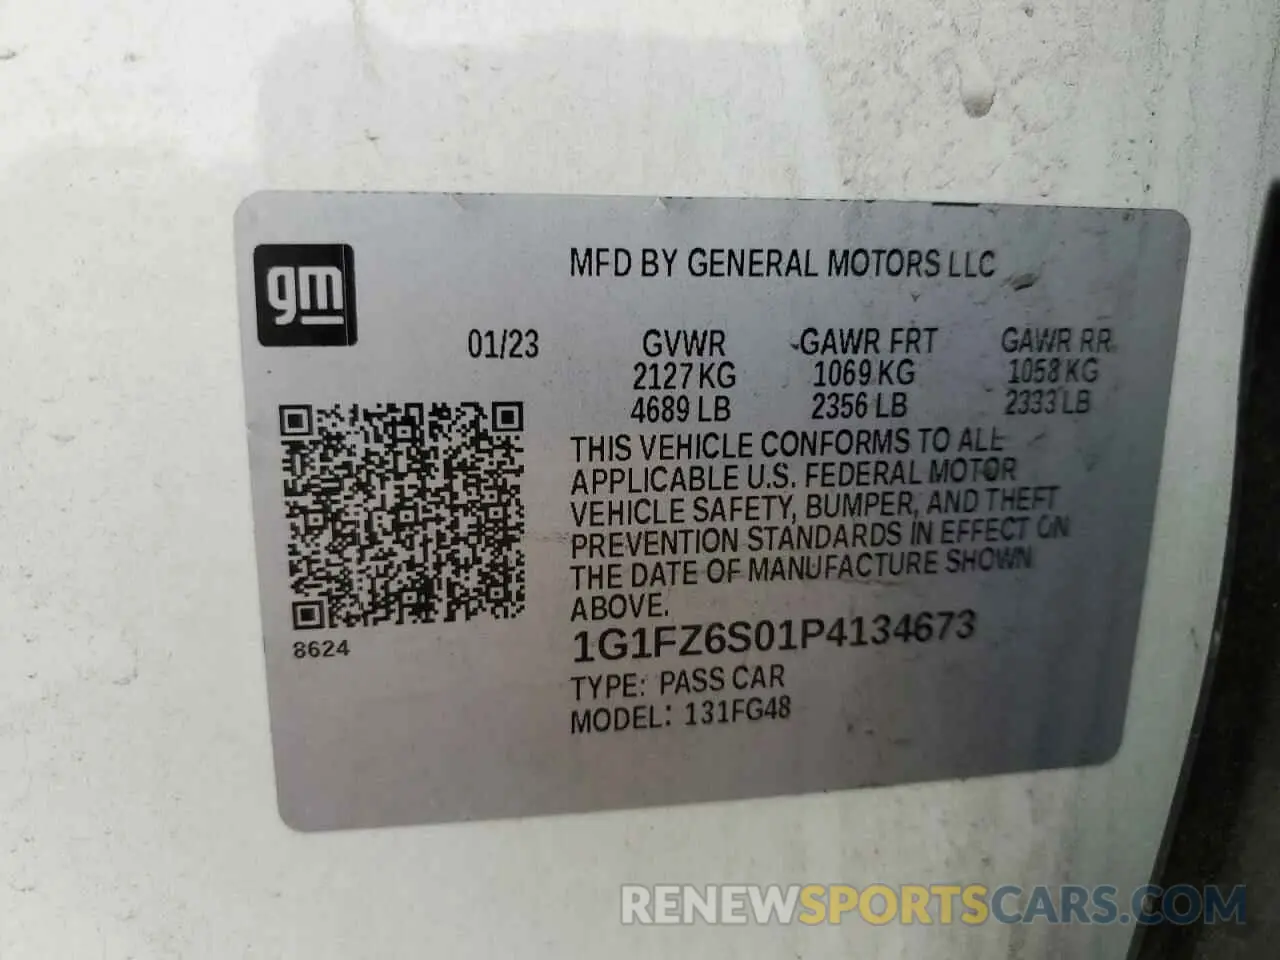 gm
MFD BY GENERAL MOTORS LLC
01/23 GVWR GAWR FRT GAWR RR
2127 KG 1069 KG 1058 KG
4689 LB 2356 LB 2333 LB
THIS VEHICLE CONFORMS TO ALL
APPLICABLE U.S. FEDERAL MOTOR
VEHICLE SAFETY, BUMPER, AND THEFT
PREVENTION STANDARDS IN EFFECT ON
THE DATE OF MANUFACTURE SHOWN
ABOVE.
8624
1G1FZ6S01P4134673
TYPE: PASS CAR
MODEL: 131FG48
RENEWSPORTSCARS.COM